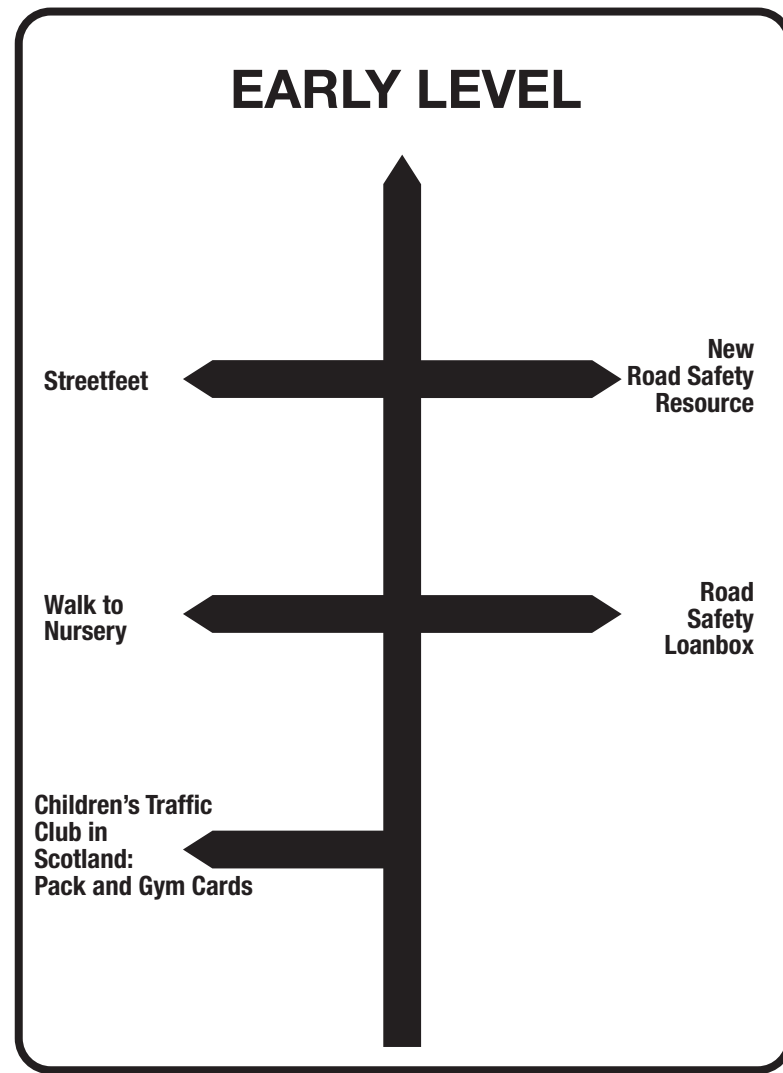 EARLY LEVEL
Streetfeet
New
Road Safety
Resource
Walk to
Nursery
Road
Safety
Loanbox
Children’s Traffic
Club in
Scotland:
Pack and Gym Cards